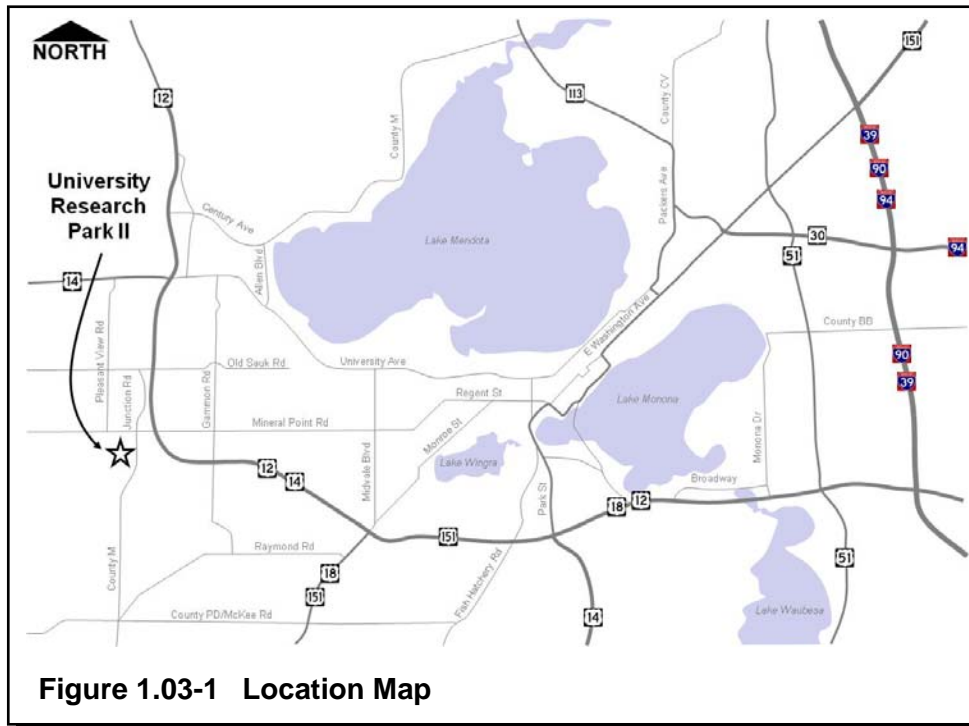 NORTH
12
113
151
County CV
County M
39
90
94
University
Research
Park II
Century Ave
Packers Ave
Lake Mendota
30
51
94
14
Allen Blvd
E Washington Ave
County BB
Pleasant View Rd
Old Sauk Rd
University Ave
90
39
Junction Rd
Gammon Rd
Regent St
Lake Monona
Mineral Point Rd
Monroe St
Monona Dr
Lake Wingra
12
14
Midvale Blvd
Park St
Broadway
18
12
151
Raymond Rd
County M
18
151
Fish Hatchery Rd
51
Lake Waubesa
County PD/McKee Rd
14
Figure 1.03-1 Location Map